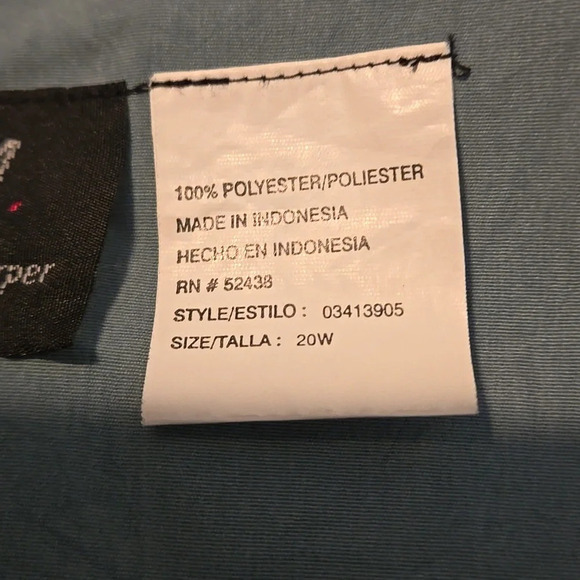 100% POLYESTER/POLIESTER
MADE IN INDONESIA
HECHO EN INDONESIA
RN # 52438
STYLE/ESTILO : 03413905
SIZE/TALLA : 20W